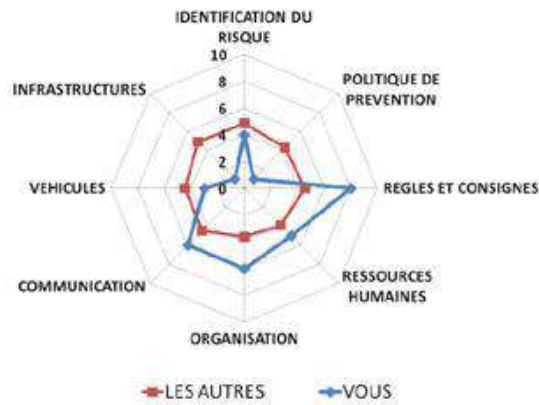 IDENTIFICATION DU
RISQUE
POLITIQUE DE
PREVENTION
REGLES ET CONSIGNES
RESSOURCES
HUMAINES
ORGANISATION
COMMUNICATION
VEHICULES
INFRASTRUCTURES
10
8
6
4
2
0
LES AUTRES VOUS